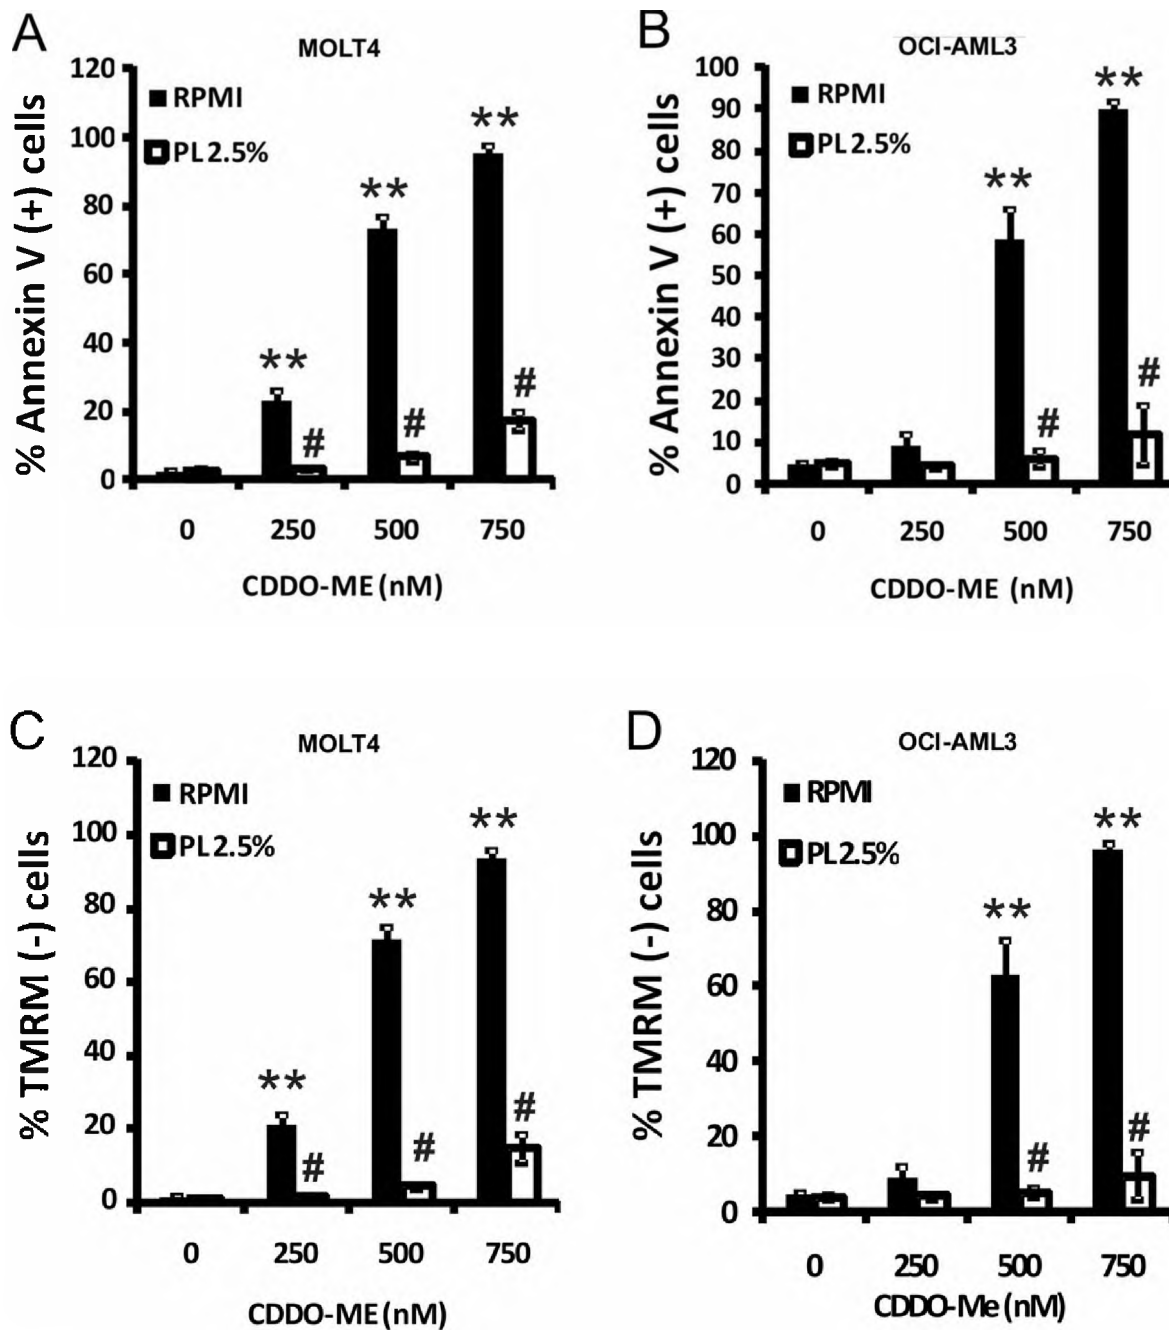 A
MOLT4
% Annexin V (+) cells
120
100
80
60
40
20
0
RPMI
PL 2.5%
**
**
**
#
#
#
0 250 500 750
CDDO-ME (nM)
B
OCI-AML3
% Annexin V (+) cells
100
90
80
70
60
50
40
30
20
10
0
RPMI
PL 2.5%
**
**
#
#
0 250 500 750
CDDO-ME (nM)
C
MOLT4
% TMRM (-) cells
120
100
80
60
40
20
0
RPMI
PL 2.5%
**
**
**
#
#
#
0 250 500 750
CDDO-ME (nM)
D
OCI-AML3
% TMRM (-) cells
120
100
80
60
40
20
0
RPMI
PL2.5%
**
**
#
#
0 250 500 750
CDDO-Me (nM)